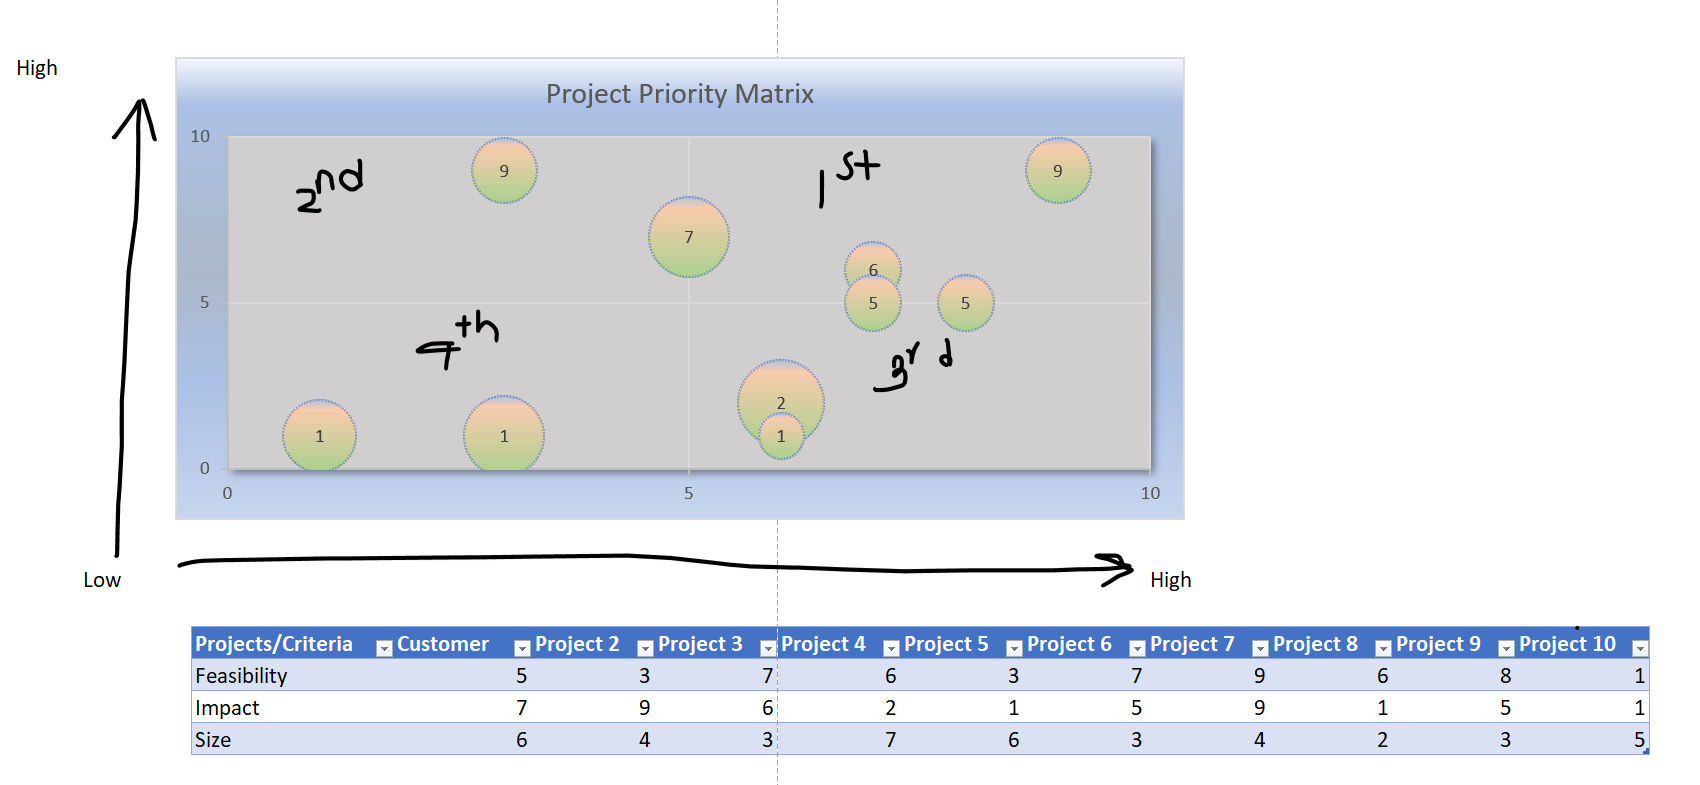 High
Project Priority Matrix
10
2nd
9
1st
9
7
6
5
5
5
4th
3rd
2
1
1
1
0
0
5
10
Low
High
Projects/Criteria Customer Project 2 Project 3 Project 4 Project 5 Project 6 Project 7 Project 8 Project 9 Project 10
Feasibility 5 3 7 6 3 7 9 6 8 1
Impact 7 9 6 2 1 5 9 1 5 1
Size 6 4 3 7 6 3 4 2 3 5